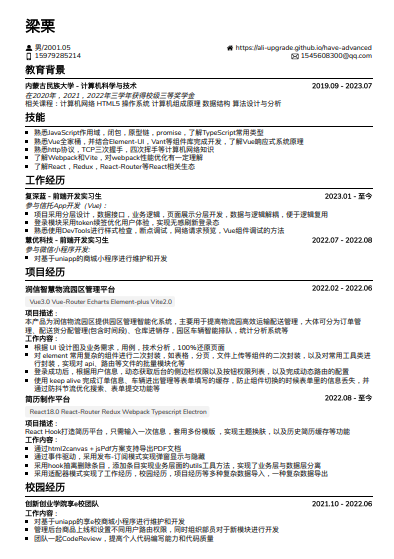 梁栗
男/2001.05
https://ali-upgrade.github.io/have-advanced
15979285214
1545608300@qq.com
教育背景
内蒙古民族大学 - 计算机科学与技术 2019.09 - 2023.07
在2020年，2021，2022年三学年获得校级三等奖学金
相关课程：计算机网络 HTML5 操作系统 计算机组成原理 数据结构 算法设计与分析
技能
熟悉JavaScript作用域，闭包，原型链，promise，了解TypeScript常用类型
熟悉Vue全家桶，并结合Element-UI，Vant等组件库完成开发，了解Vue响应式系统原理
熟悉http协议，TCP三次握手，四次挥手等计算机网络知识
了解Webpack和Vite，对webpack性能优化有一定理解
了解React，Redux，React-Router等React相关生态
工作经历
复深蓝 - 前端开发实习生 2023.01 - 至今
参与信托App开发（Vue)：
项目采用分层设计，数据接口，业务逻辑，页面展示分层开发，数据与逻辑解耦，便于逻辑复用
登录模块采用token续签优化用户体验，实现无感刷新登录态
熟悉使用DevTools进行样式检查，断点调试，网络请求预览，Vue组件调试的方法
慧优科技 - 前端开发实习生 2022.07 - 2022.08
参与微信小程序开发:
对基于uniapp的商城小程序进行维护和开发
项目经历
润信智慧物流园区管理平台 2022.02 - 2022.06
Vue3.0 Vue-Router Echarts Element-plus Vite2.0
项目描述：
本产品为润信物流园区提供园区管理智能化系统，主要用于提高物流园高效运输配送管理，大体可分为订单管
理、配送货分配管理(包含时间段)、仓库进销存，园区车辆智能排队，统计分析系统等
工作内容：
根据 UI 设计图及业务需求，用例，技术分析，100%还原页面
对 element 常用复杂的组件进行二次封装，如表格，分页，文件上传等组件的二次封装，以及对常用工具类进
行封装，实现对 api、路由等文件的批量模块化等
登录成功后，根据用户信息，动态获取后台的侧边栏权限以及按钮权限列表，以及完成动态路由的配置
使用 keep alive 完成订单信息、车辆进出管理等表单填写的缓存，防止组件切换的时候表单里的信息丢失，并
通过防抖节流优化搜索、表单提交功能等
简历制作平台 2022.08 - 至今
React18.0 React-Router Redux Webpack Typescript Electron
项目描述：
React Hook打造简历平台，只需输入一次信息，套用多份模版 ，实现主题换肤，以及历史简历缓存等功能
工作内容：
通过html2canvas + jsPdf方案支持导出PDF文档
通过事件驱动，采用发布-订阅模式实现弹窗显示与隐藏
采用hook抽离删除条目，添加条目实现业务层面的utils工具方法，实现了业务层与数据层分离
采用适配器模式实现了工作经历，校园经历，项目经历等多种复杂数据导入，一种复杂数据导出
校园经历
创新创业学院享e校团队 2021.10 - 2022.06
工作内容：
对基于uniapp的享e校商城小程序进行维护和开发
管理后台商品上线和设置不同用户路由权限，同时组织部员对于新模块进行开发
团队一起CodeReview，提高个人代码编写能力和代码质量